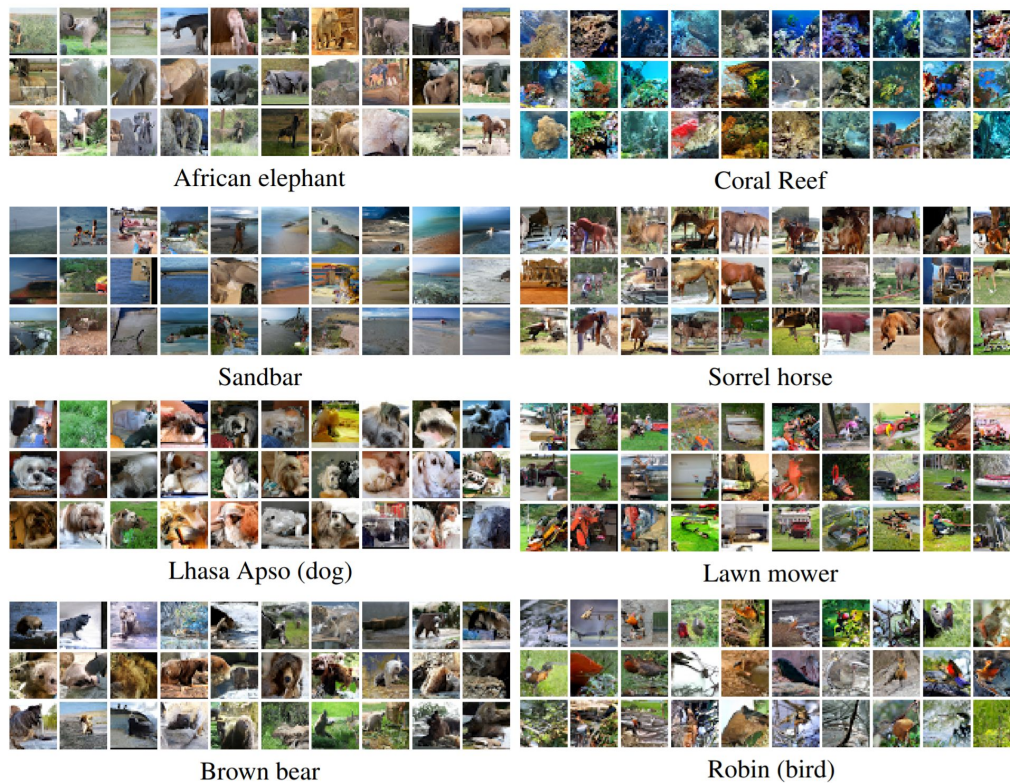 African elephant
Coral Reef
Sandbar
Sorrel horse
Lhasa Apso (dog)
Lawn mower
Brown bear
Robin (bird)